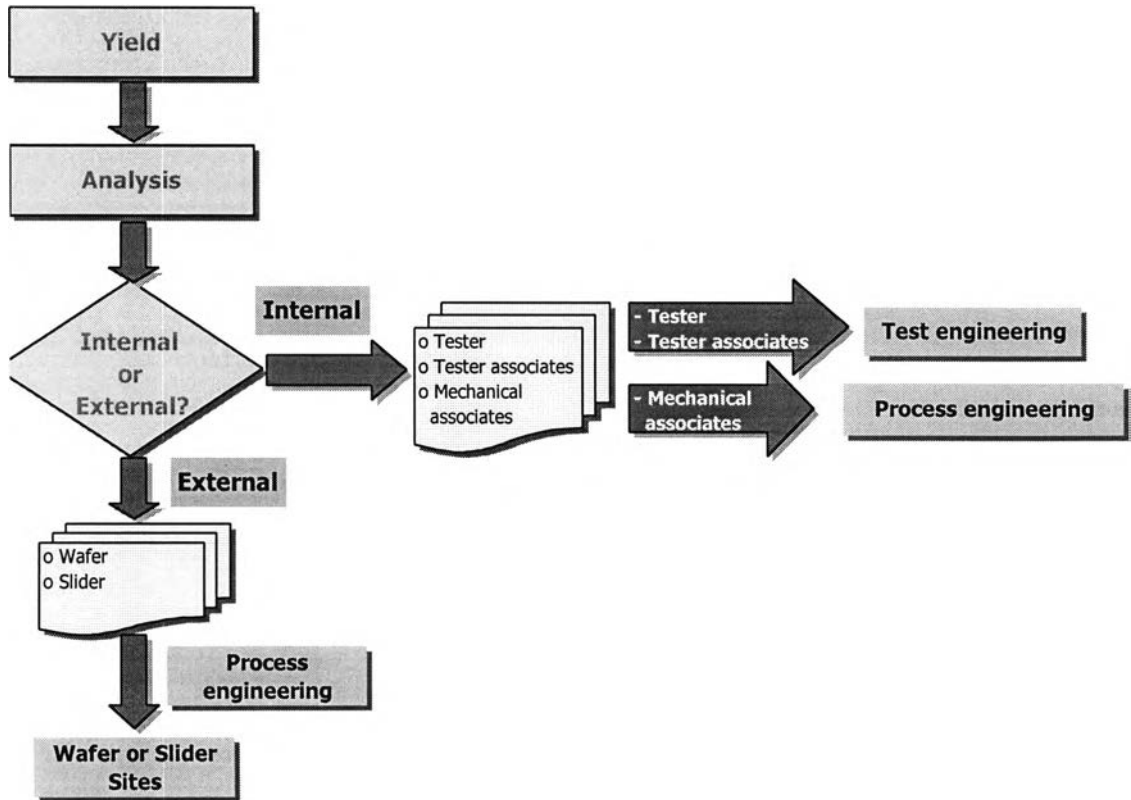 Yield
Analysis
Internal
or
External?
Internal
o Tester
o Tester associates
o Mechanical
associates
- Tester
- Tester associates
Test engineering
- Mechanical
associates
Process engineering
External
o Wafer
o Slider
Process
engineering
Wafer or Slider
Sites